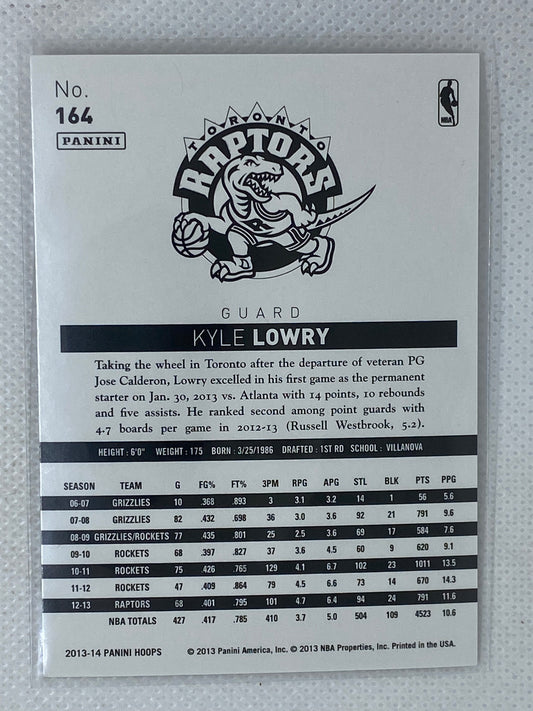 No.
164
PANINI
NBA
TORONTO
RAPTORS
GUARD
KYLE LOWRY
Taking the wheel in Toronto after the departure of veteran PG
Jose Calderon, Lowry excelled in his first game as the permanent
starter on Jan. 30, 2013 vs. Atlanta with 14 points, 10 rebounds
and five assists. He ranked second among point guards with
4.7 boards per game in 2012-13 (Russell Westbrook, 5.2).
HEIGHT: 6'0" WEIGHT: 175 BORN: 3/25/1986 DRAFTED: 1ST RD SCHOOL: VILLANOVA
SEASON TEAM G FG% FT% 3PM RPG APG STL BLK PTS PPG
06-07 GRIZZLIES 10 .368 .893 3 3.1 3.2 14 1 56 5.6
07-08 GRIZZLIES 82 .432 .698 36 3.0 3.6 92 21 791 9.6
08-09 GRIZZLIES/ROCKETS 77 .435 .801 25 2.5 3.6 69 17 584 7.6
09-10 ROCKETS 68 .397 .827 37 3.6 4.5 60 9 620 9.1
10-11 ROCKETS 75 .426 .765 129 4.1 6.7 102 23 1011 13.5
11-12 ROCKETS 47 .409 .864 79 4.5 6.6 73 14 670 14.3
12-13 RAPTORS 68 .401 .795 101 4.7 6.4 94 24 791 11.6
NBA TOTALS 427 .417 .785 410 3.7 5.0 504 109 4523 10.6
2013-14 PANINI HOOPS © 2013 Panini America, Inc. © 2013 NBA Properties, Inc. Printed in the USA.